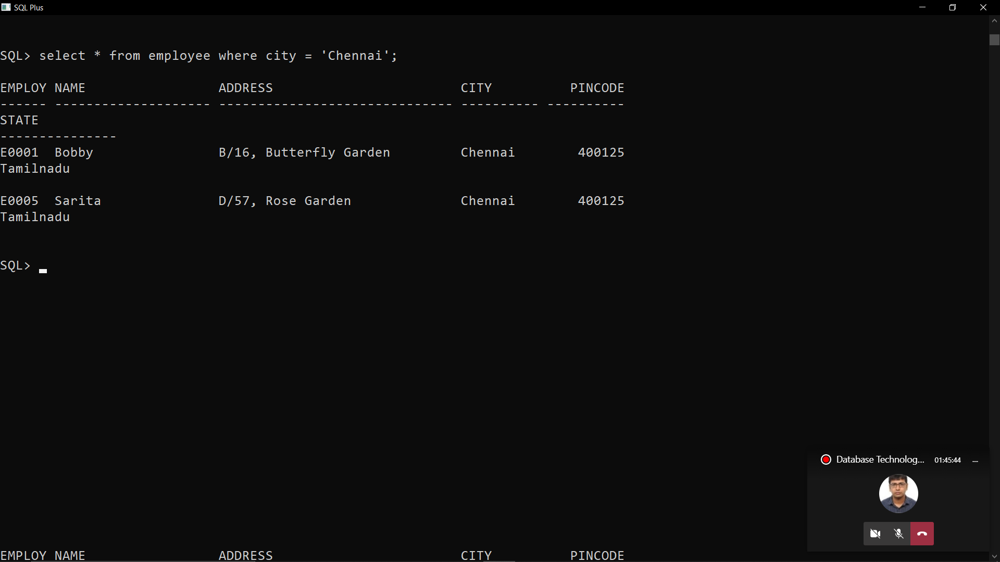 SQL Plus
SQL> select * from employee where city = 'Chennai';
EMPLOY NAME                 ADDRESS                        CITY          PINCODE
------ -------------------- ------------------------------ ---------- ----------
STATE
---------------
E0001  Bobby                B/16, Butterfly Garden         Chennai        400125
Tamilnadu
E0005  Sarita               D/57, Rose Garden              Chennai        400125
Tamilnadu
SQL>
Database Technolog... 01:45:44
EMPLOY NAME                 ADDRESS                        CITY          PINCODE